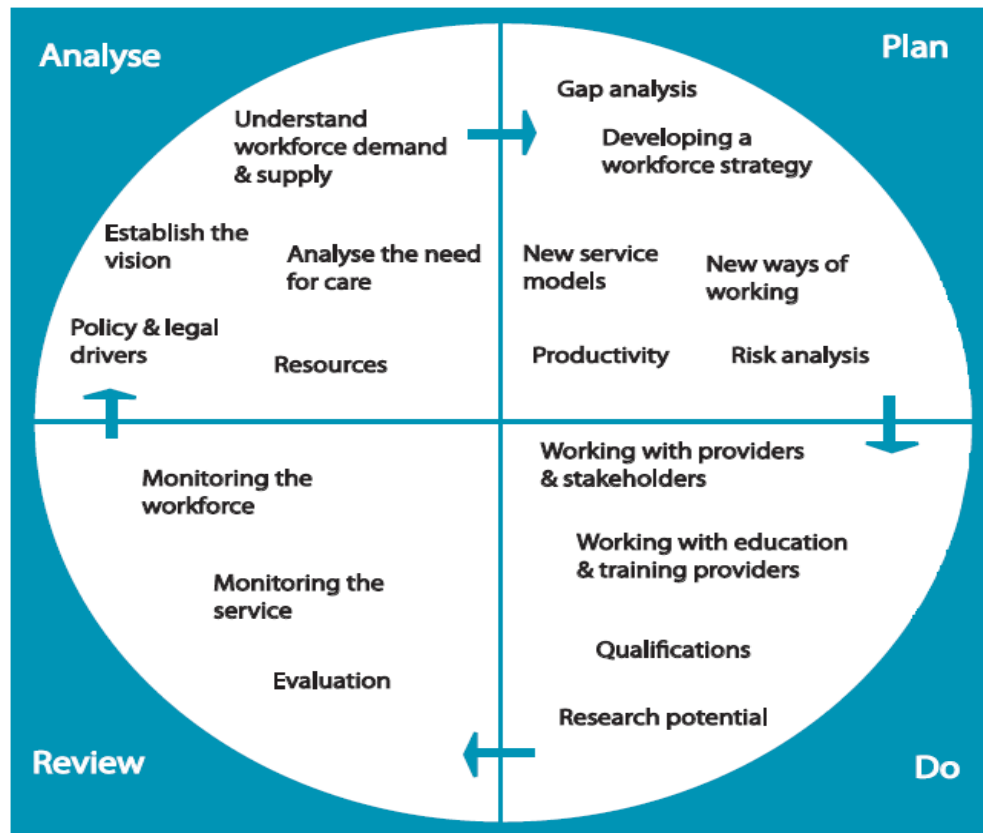 Analyse
Understand
workforce demand
& supply
Establish the
vision
Analyse the need
for care
Policy & legal
drivers
Resources
Plan
Gap analysis
Developing a
workforce strategy
New service
models
New ways of
working
Productivity
Risk analysis
Working with providers
& stakeholders
Working with education
& training providers
Qualifications
Research potential
Do
Monitoring the
workforce
Monitoring the
service
Evaluation
Review